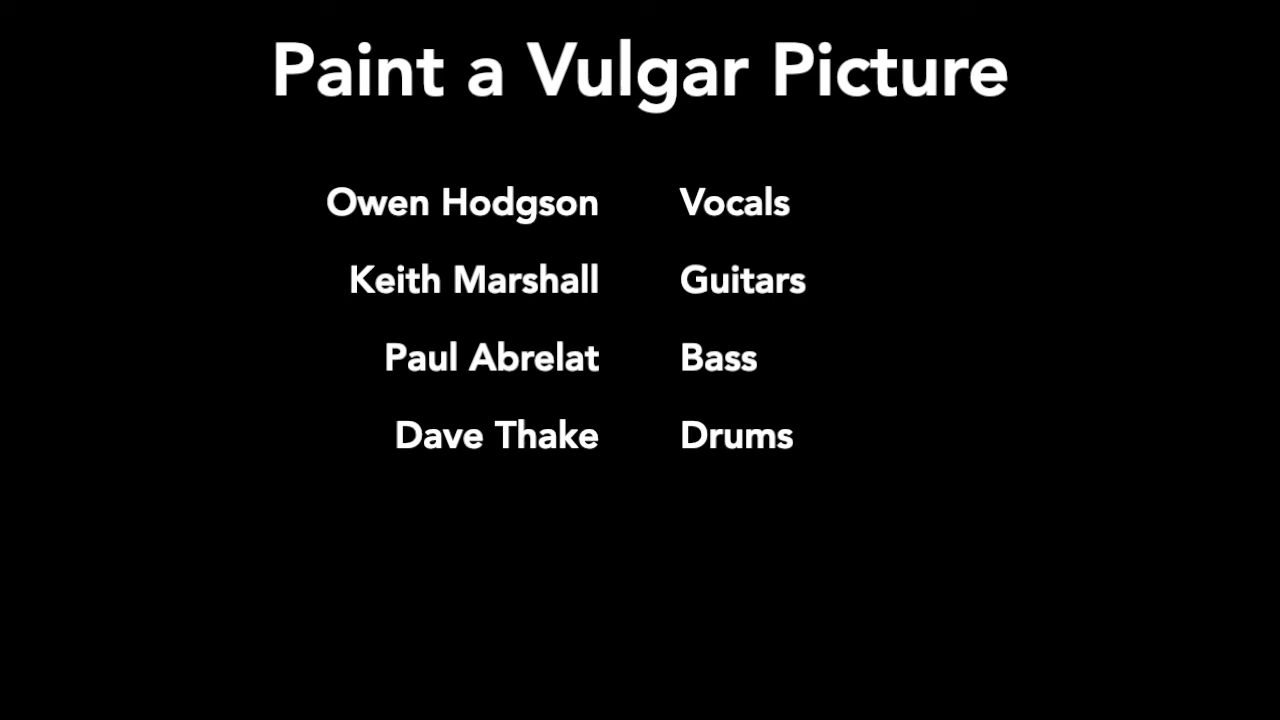 Paint a Vulgar Picture
Owen Hodgson Vocals
Keith Marshall Guitars
Paul Abrelat Bass
Dave Thake Drums